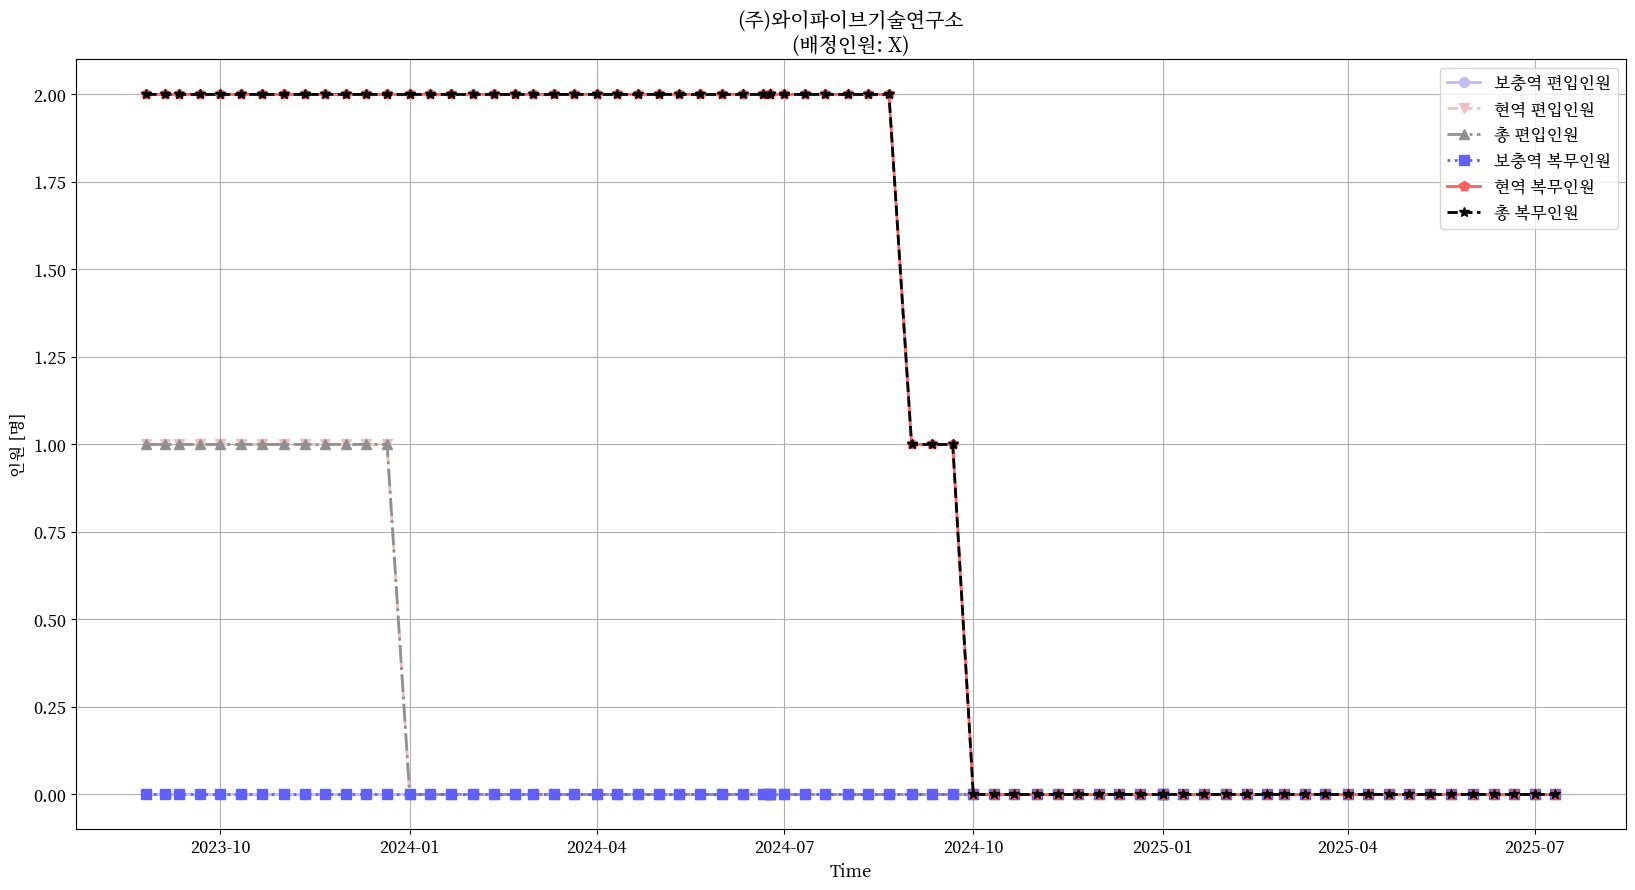 (주)와이파이브기술연구소
(배정인원: X)
보충역 편입인원
현역 편입인원
총 편입인원
보충역 복무인원
현역 복무인원
총 복무인원
인원 [명]
2.00
1.75
1.50
1.25
1.00
0.75
0.50
0.25
0.00
2023-10
2024-01
2024-04
2024-07
2024-10
2025-01
2025-04
2025-07
Time